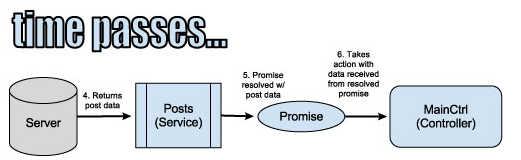 time passes...
6. Takes
action with
data received
from resolved
promise
5. Promise
resolved w/
post data
4. Returns
post data
Server
Posts
(Service)
Promise
MainCtrl
(Controller)